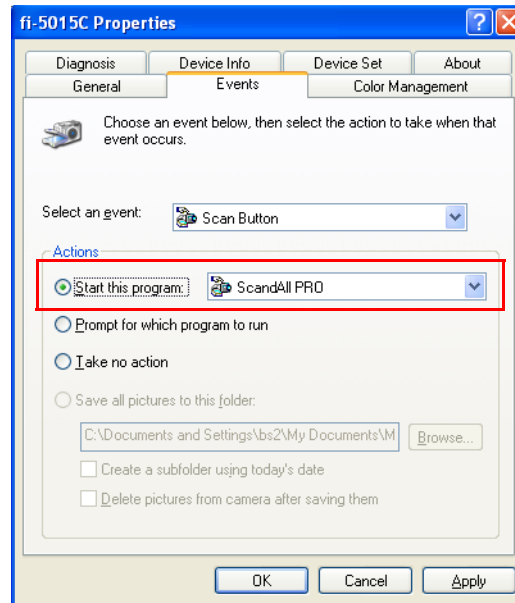 fi-5015C Properties
Diagnosis Device Info Device Set About
General Events Color Management
Choose an event below, then select the action to take when that
event occurs.
Select an event: Scan Button
Actions
Start this program: ScandAll PRO
Prompt for which program to run
Take no action
Save all pictures to this folder:
C:\Documents and Settings\bs2\My Documents\M Browse...
Create a subfolder using today's date
Delete pictures from camera after saving them
OK Cancel Apply